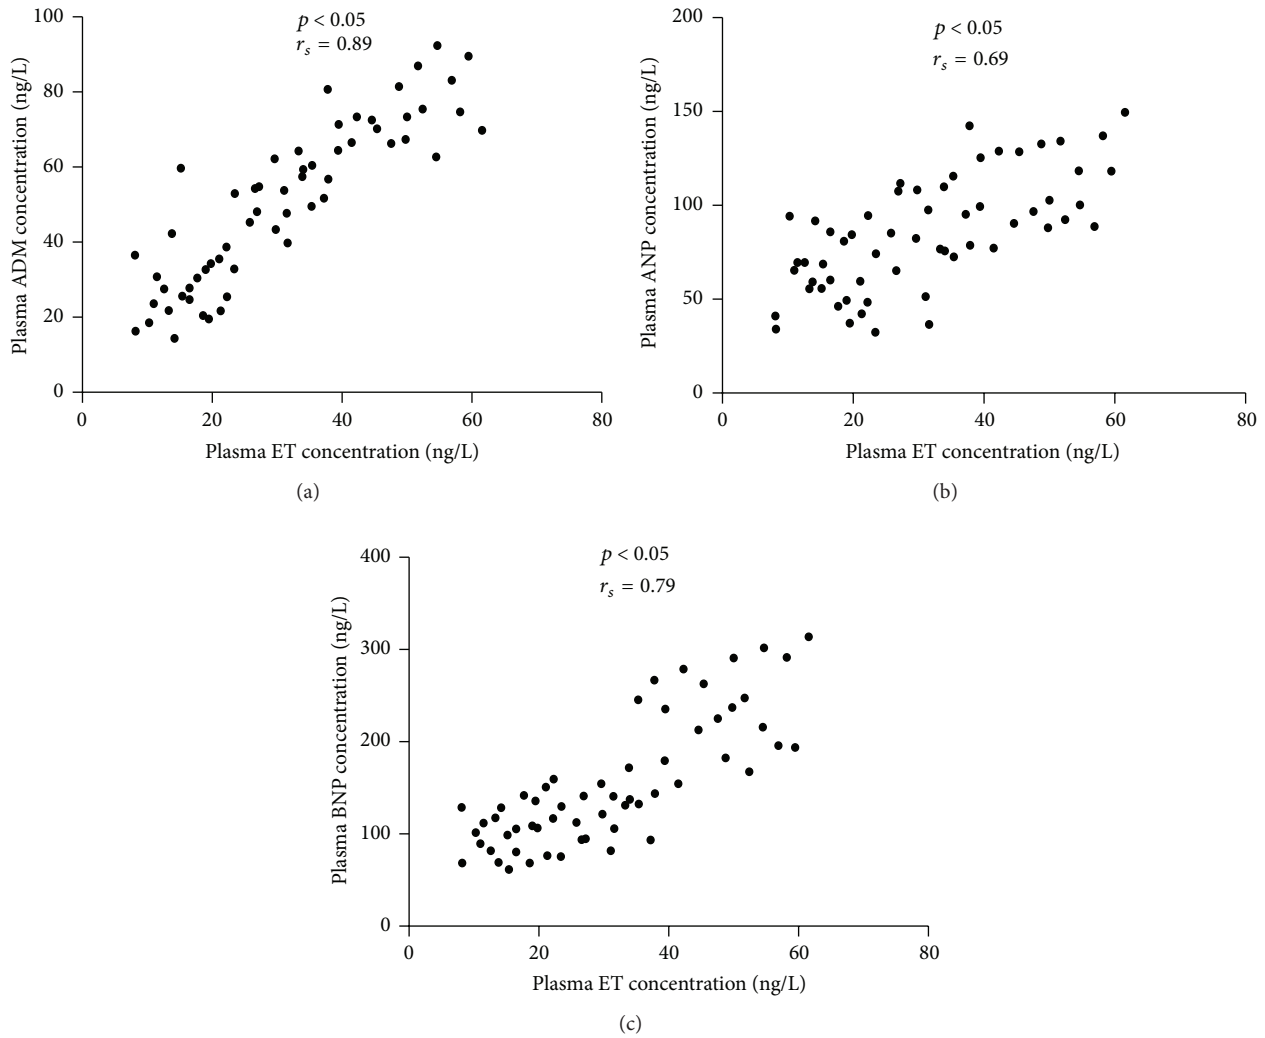 p < 0.05
r_s = 0.89
100
80
60
40
20
0
Plasma ADM concentration (ng/L)
0 20 40 60 80
Plasma ET concentration (ng/L)
(a)
p < 0.05
r_s = 0.69
200
150
100
50
0
Plasma ANP concentration (ng/L)
0 20 40 60 80
Plasma ET concentration (ng/L)
(b)
p < 0.05
r_s = 0.79
400
300
200
100
0
Plasma BNP concentration (ng/L)
0 20 40 60 80
Plasma ET concentration (ng/L)
(c)